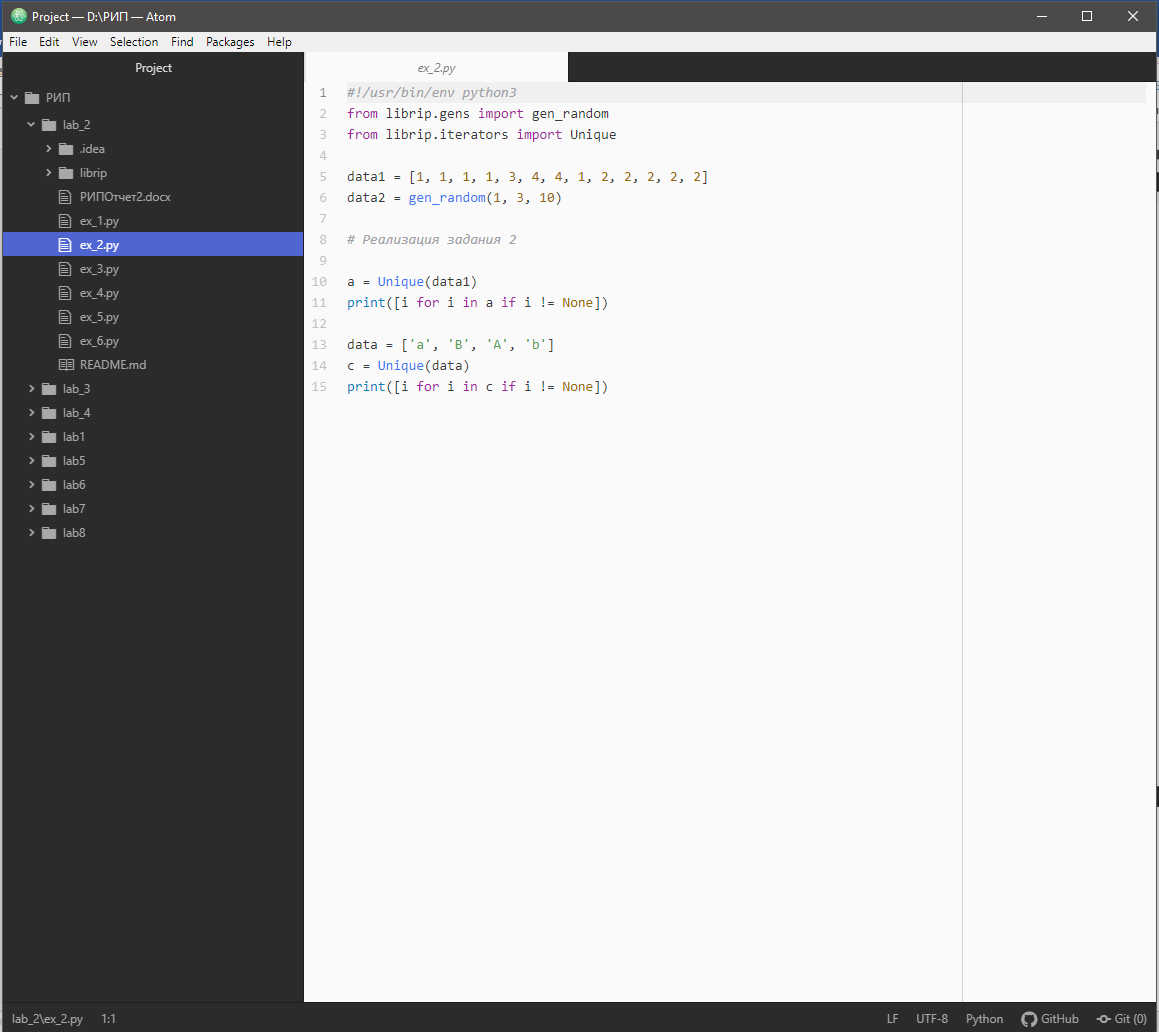 Project — D:\РИП — Atom
File Edit View Selection Find Packages Help
Project
РИП
lab_2
.idea
librip
РИПОтчет2.docx
ex_1.py
ex_2.py
ex_3.py
ex_4.py
ex_5.py
ex_6.py
README.md
lab_3
lab_4
lab1
lab5
lab6
lab7
lab8
ex_2.py
1 #!/usr/bin/env python3
2 from librip.gens import gen_random
3 from librip.iterators import Unique
4
5 data1 = [1, 1, 1, 1, 3, 4, 4, 1, 2, 2, 2, 2, 2]
6 data2 = gen_random(1, 3, 10)
7
8 # Реализация задания 2
9
10 a = Unique(data1)
11 print([i for i in a if i != None])
12
13 data = ['a', 'B', 'A', 'b']
14 c = Unique(data)
15 print([i for i in c if i != None])
lab_2\ex_2.py 1:1 LF UTF-8 Python GitHub Git (0)